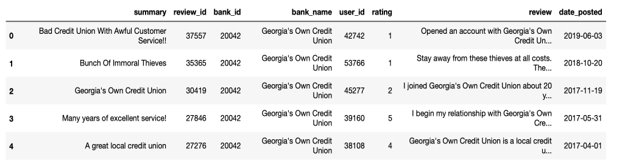 summary review_id bank_id bank_name user_id rating review date_posted
0 Bad Credit Union With Awful Customer Service!! 37557 20042 Georgia's Own Credit Union 42742 1 Opened an account with Georgia's Own Credit Un... 2019-06-03
1 Bunch Of Immoral Thieves 35365 20042 Georgia's Own Credit Union 53766 1 Stay away from these thieves at all costs. The... 2018-10-20
2 Georgia's Own Credit Union 30419 20042 Georgia's Own Credit Union 45277 2 I joined Georgia's Own Credit Union about 20 y... 2017-11-19
3 Many years of excellent service! 27846 20042 Georgia's Own Credit Union 39160 5 I begin my relationship with Georgia's Own Cre... 2017-05-31
4 A great local credit union 27276 20042 Georgia's Own Credit Union 38108 4 Georgia's Own Credit Union is a local credit u... 2017-04-01